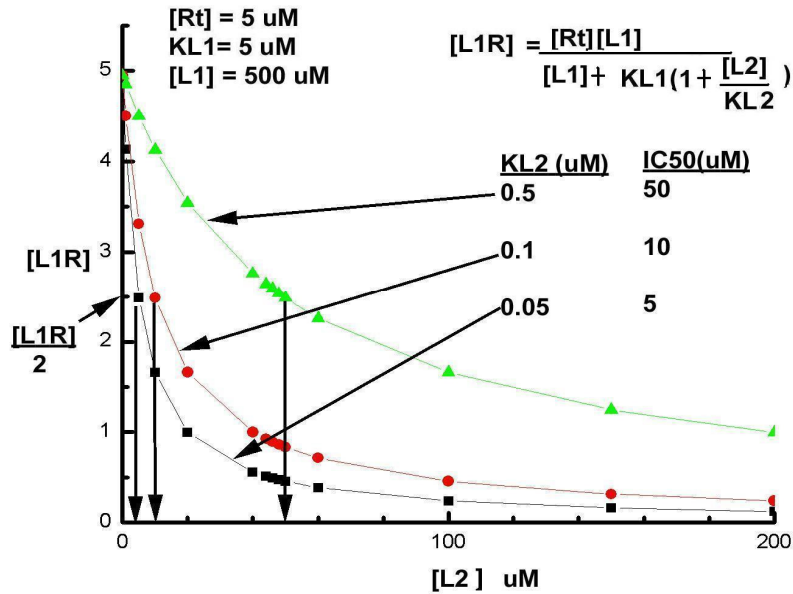 [Rt] = 5 uM
KL1= 5 uM
[L1] = 500 uM
[L1R] = [Rt][L1]
[L1]+ KL1(1+ [L2] )
KL2
KL2 (uM) IC50(uM)
0.5 50
0.1 10
0.05 5
5
4
3
[L1R]
[L1R]
2
2
1
0
0 100 200
[L2 ] uM